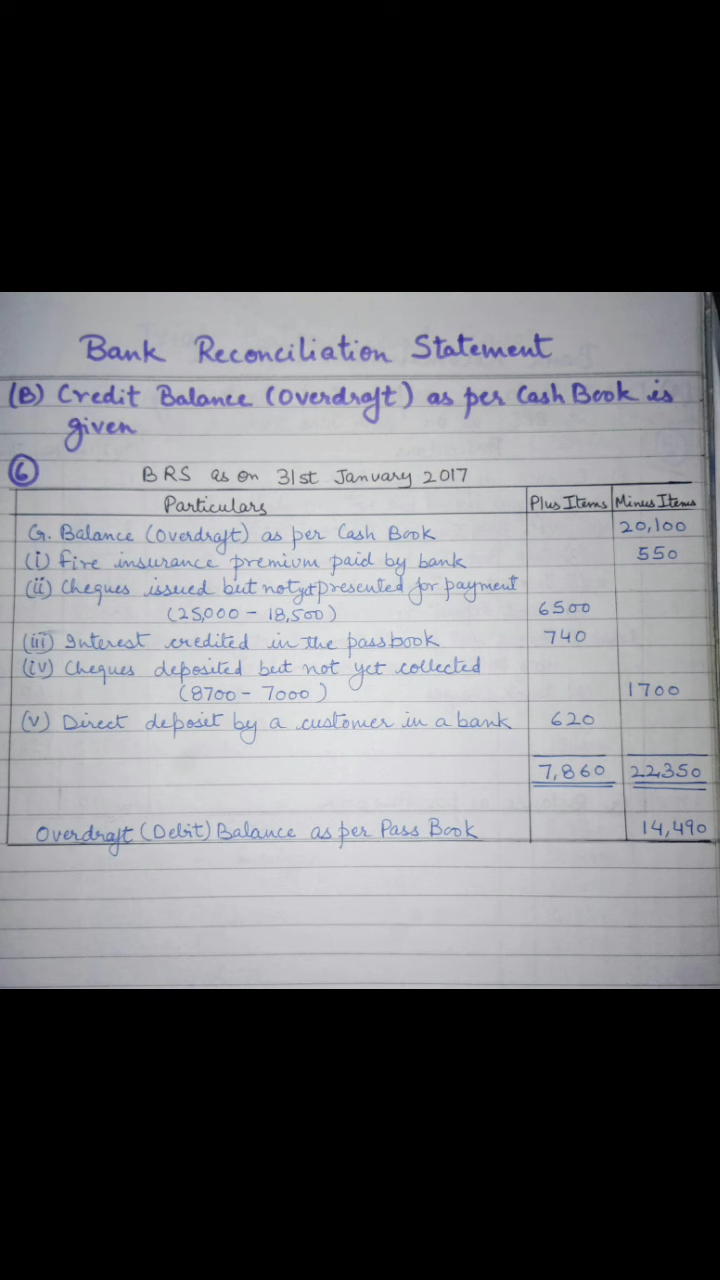 Bank Reconciliation Statement
(B) Credit Balance (Overdraft) as per Cash Book is
given
6 BRS as on 31st January 2017
Particulars Plus Items Minus Items
Cr. Balance (Overdraft) as per Cash Book 20,100
(i) Fire insurance premium paid by bank 550
(ii) Cheques issued but not yet presented for payment
(25,000 - 18,500) 6500
(iii) Interest credited in the passbook 740
(iv) Cheques deposited but not yet collected
(8700 - 7000) 1700
(v) Direct deposit by a customer in a bank 620
7,860 22350
Overdraft (Debit) Balance as per Pass Book 14,490